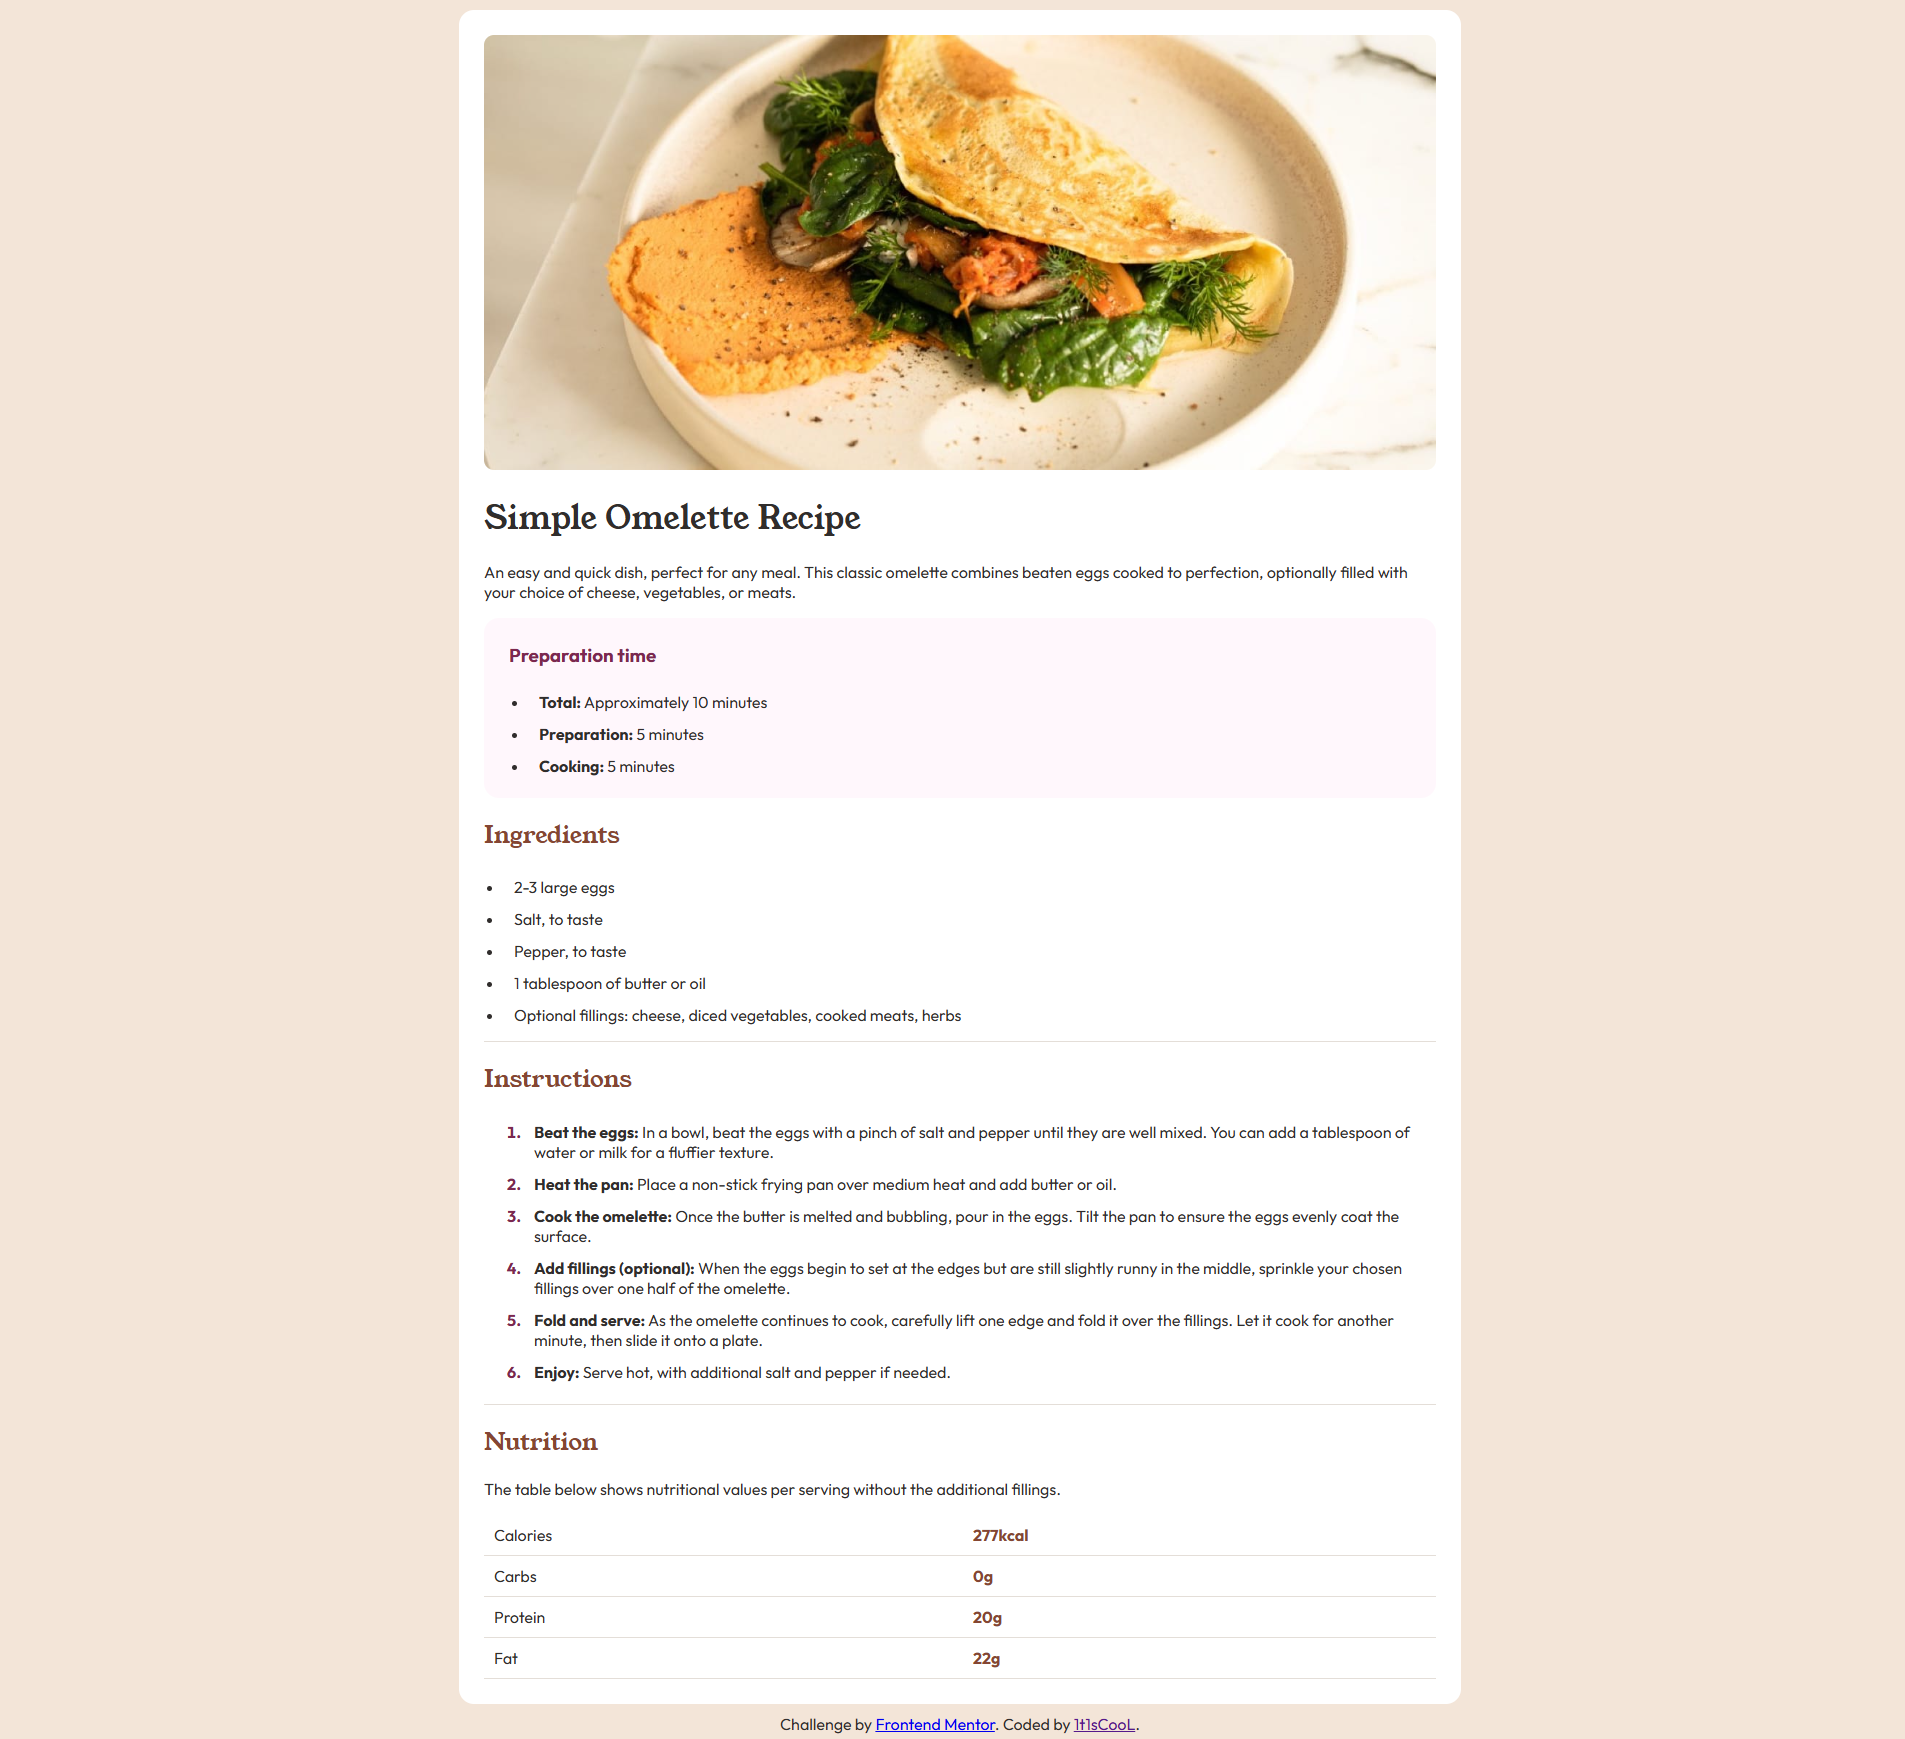 Simple Omelette Recipe
An easy and quick dish, perfect for any meal. This classic omelette combines beaten eggs cooked to perfection, optionally filled with
your choice of cheese, vegetables, or meats.
Preparation time
• Total: Approximately 10 minutes
• Preparation: 5 minutes
• Cooking: 5 minutes
Ingredients
• 2-3 large eggs
• Salt, to taste
• Pepper, to taste
• 1 tablespoon of butter or oil
• Optional fillings: cheese, diced vegetables, cooked meats, herbs
Instructions
1. Beat the eggs: In a bowl, beat the eggs with a pinch of salt and pepper until they are well mixed. You can add a tablespoon of
water or milk for a fluffier texture.
2. Heat the pan: Place a non-stick frying pan over medium heat and add butter or oil.
3. Cook the omelette: Once the butter is melted and bubbling, pour in the eggs. Tilt the pan to ensure the eggs evenly coat the
surface.
4. Add fillings (optional): When the eggs begin to set at the edges but are still slightly runny in the middle, sprinkle your chosen
fillings over one half of the omelette.
5. Fold and serve: As the omelette continues to cook, carefully lift one edge and fold it over the fillings. Let it cook for another
minute, then slide it onto a plate.
6. Enjoy: Serve hot, with additional salt and pepper if needed.
Nutrition
The table below shows nutritional values per serving without the additional fillings.
Calories 277kcal
Carbs 0g
Protein 20g
Fat 22g
Challenge by Frontend Mentor. Coded by 1t1sCooL.